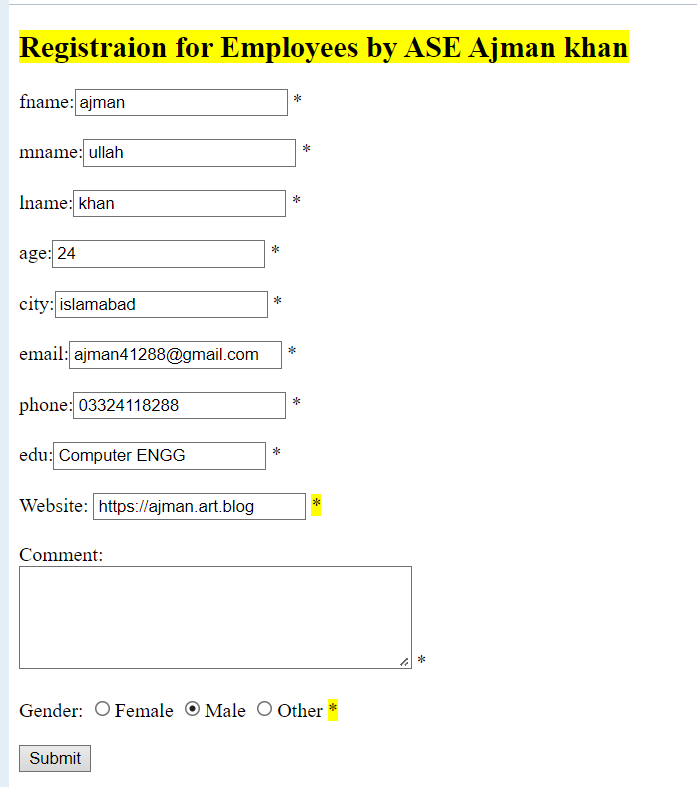 Registraion for Employees by ASE Ajman khan
fname: ajman *
mname: ullah *
lname: khan *
age: 24 *
city: islamabad *
email: ajman41288@gmail.com *
phone: 03324118288 *
edu: Computer ENGG *
Website: https://ajman.art.blog *
Comment:
*
Gender: Female Male Other *
Submit